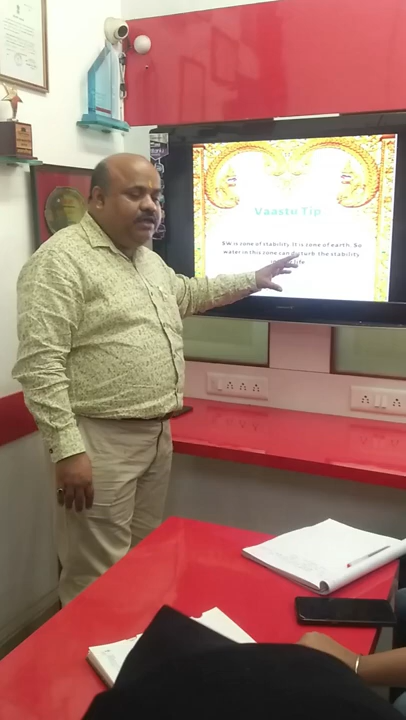 Vaastu Tip
SW is zone of stability. It is zone of earth. So
water in this zone can disturb the stability
life